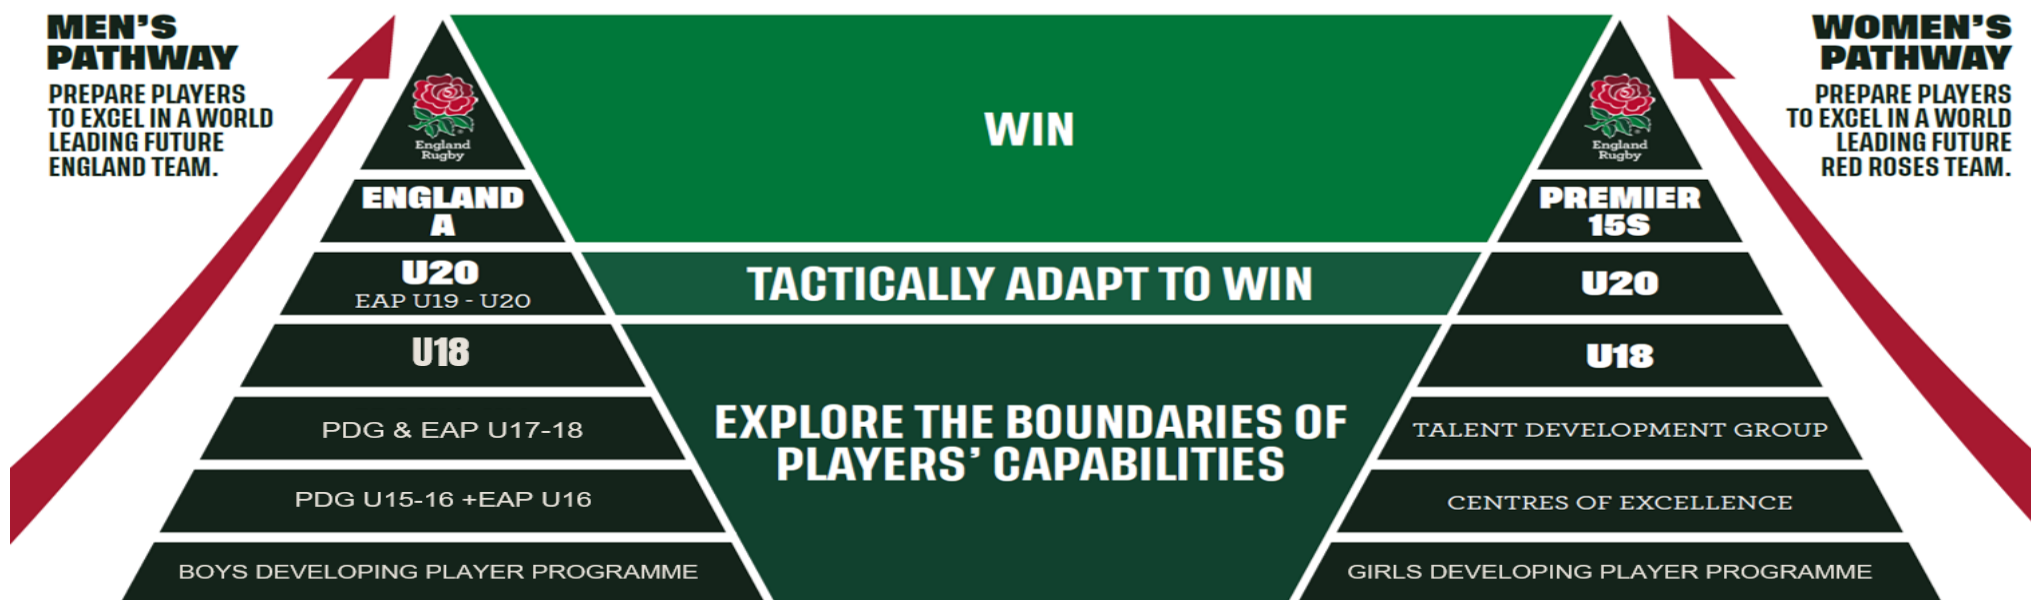 MEN'S
PATHWAY
PREPARE PLAYERS
TO EXCEL IN A WORLD
LEADING FUTURE
ENGLAND TEAM.
England
Rugby
ENGLAND
A
U20
EAP U19 - U20
U18
PDG & EAP U17-18
PDG U15-16 +EAP U16
BOYS DEVELOPING PLAYER PROGRAMME
WIN
TACTICALLY ADAPT TO WIN
EXPLORE THE BOUNDARIES OF
PLAYERS' CAPABILITIES
WOMEN'S
PATHWAY
PREPARE PLAYERS
TO EXCEL IN A WORLD
LEADING FUTURE
RED ROSES TEAM.
England
Rugby
PREMIER
15S
U20
U18
TALENT DEVELOPMENT GROUP
CENTRES OF EXCELLENCE
GIRLS DEVELOPING PLAYER PROGRAMME